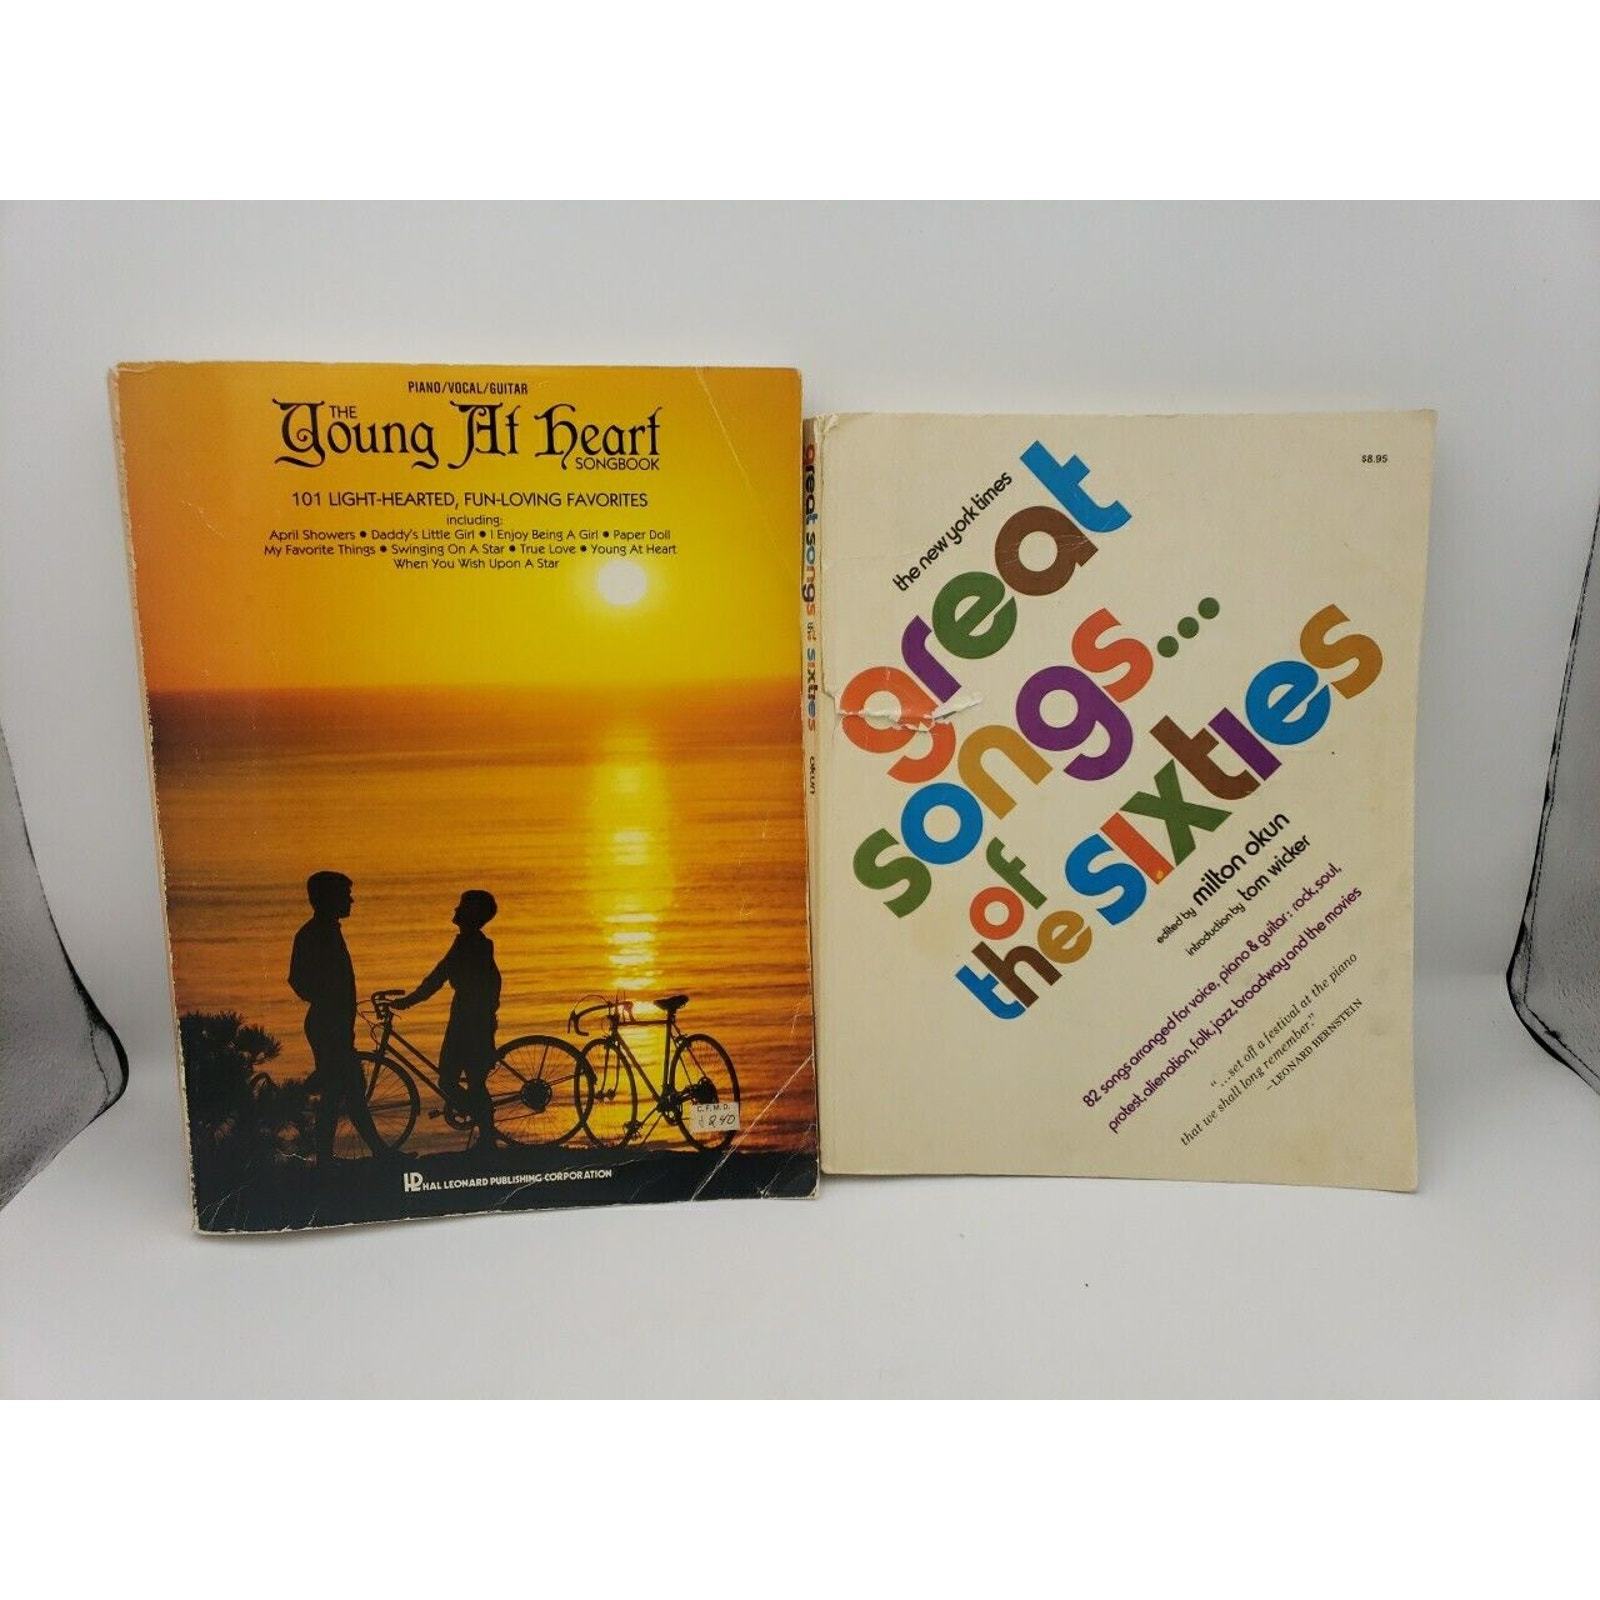 PIANO/VOCAL/GUITAR
THE
Young At Heart
SONGBOOK
101 LIGHT-HEARTED, FUN-LOVING FAVORITES
including:
April Showers • Daddy's Little Girl • I Enjoy Being A Girl • Paper Doll
My Favorite Things • Swinging On A Star • True Love • Young At Heart
When You Wish Upon A Star
C.F.M.D.
HAL LEONARD PUBLISHING CORPORATION
great songs of the sixties okun
$8.95
the new york times
great
songs...
of
the sixties
edited by milton okun
introduction by tom wicker
82 songs arranged for voice, piano & guitar: rock, soul,
protest, alienation, folk, jazz, broadway and the movies
"...set off a festival at the piano
that we shall long remember."
–LEONARD BERNSTEIN